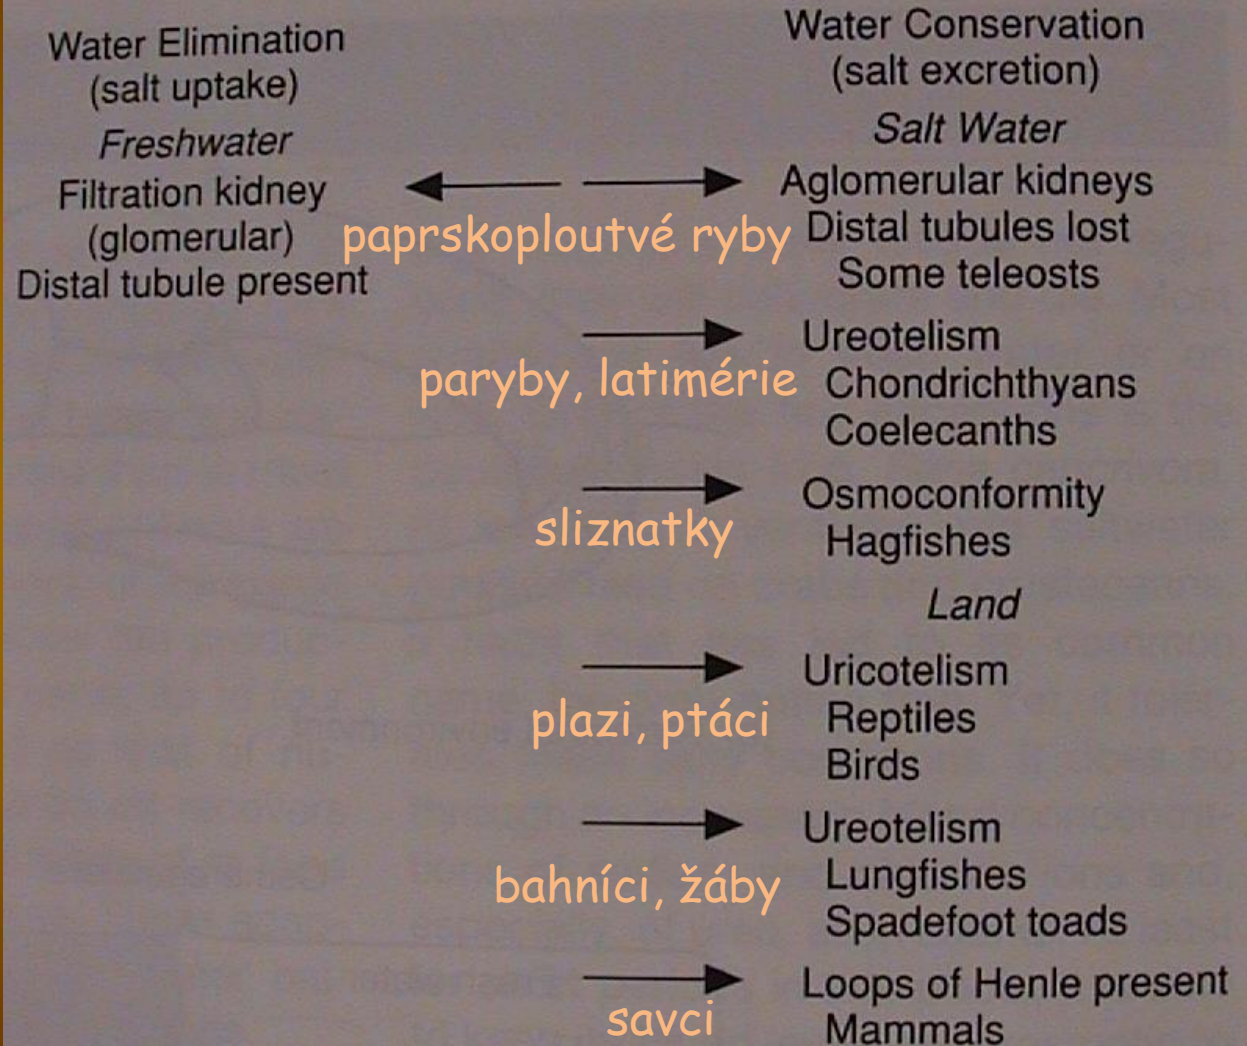 Water Elimination
(salt uptake)
Freshwater
Filtration kidney
(glomerular)
Distal tubule present
Water Conservation
(salt excretion)
Salt Water
Aglomerular kidneys
Distal tubules lost
Some teleosts
paprskoploutvé ryby
Ureotelism
Chondrichthyans
Coelecanths
paryby, latimérie
Osmoconformity
Hagfishes
sliznatky
Land
Uricotelism
Reptiles
Birds
plazi, ptáci
Ureotelism
Lungfishes
Spadefoot toads
bahníci, žáby
Loops of Henle present
Mammals
savci